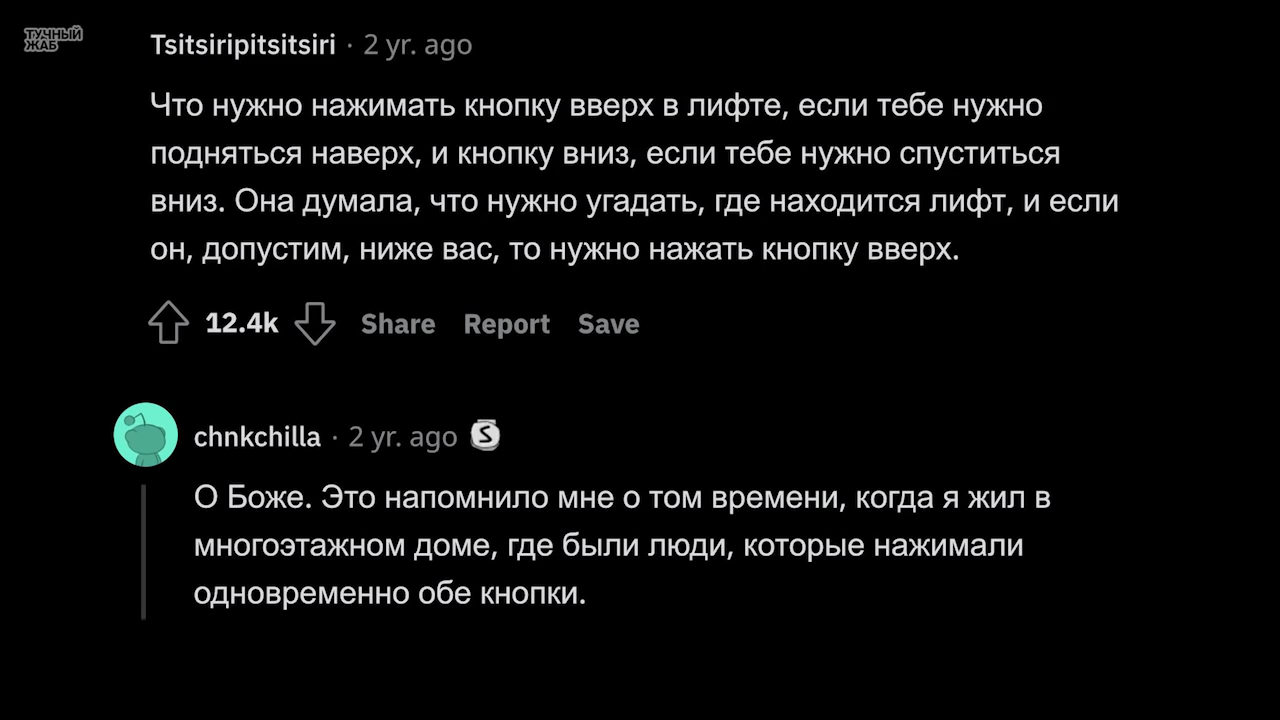 ТУЧНЫЙ
ЖАБ
Tsitsiripitsitsiri · 2 yr. ago
Что нужно нажимать кнопку вверх в лифте, если тебе нужно
подняться наверх, и кнопку вниз, если тебе нужно спуститься
вниз. Она думала, что нужно угадать, где находится лифт, и если
он, допустим, ниже вас, то нужно нажать кнопку вверх.
12.4k Share Report Save
chnkchilla · 2 yr. ago S
О Боже. Это напомнило мне о том времени, когда я жил в
многоэтажном доме, где были люди, которые нажимали
одновременно обе кнопки.